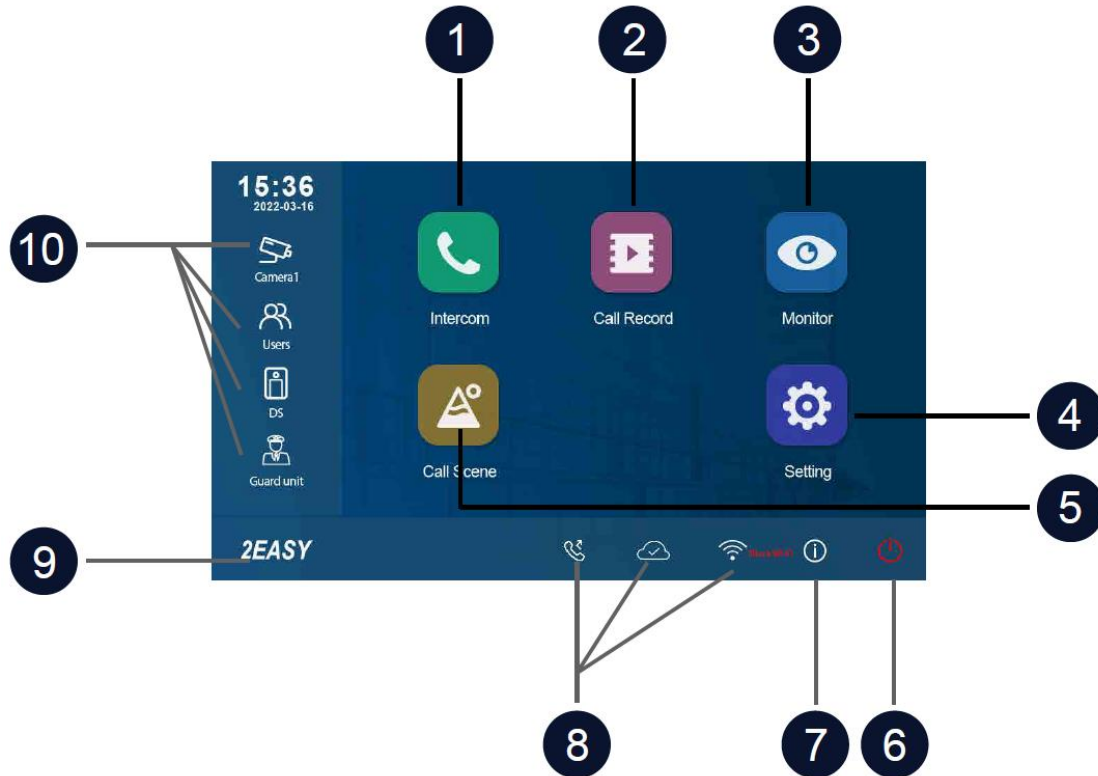 1
2
3
15:36
2022-03-16
10
Camera1
Intercom
Call Record
Monitor
Users
DS
4
Guard unit
Call Scene
Setting
5
9
2EASY
8
7
6